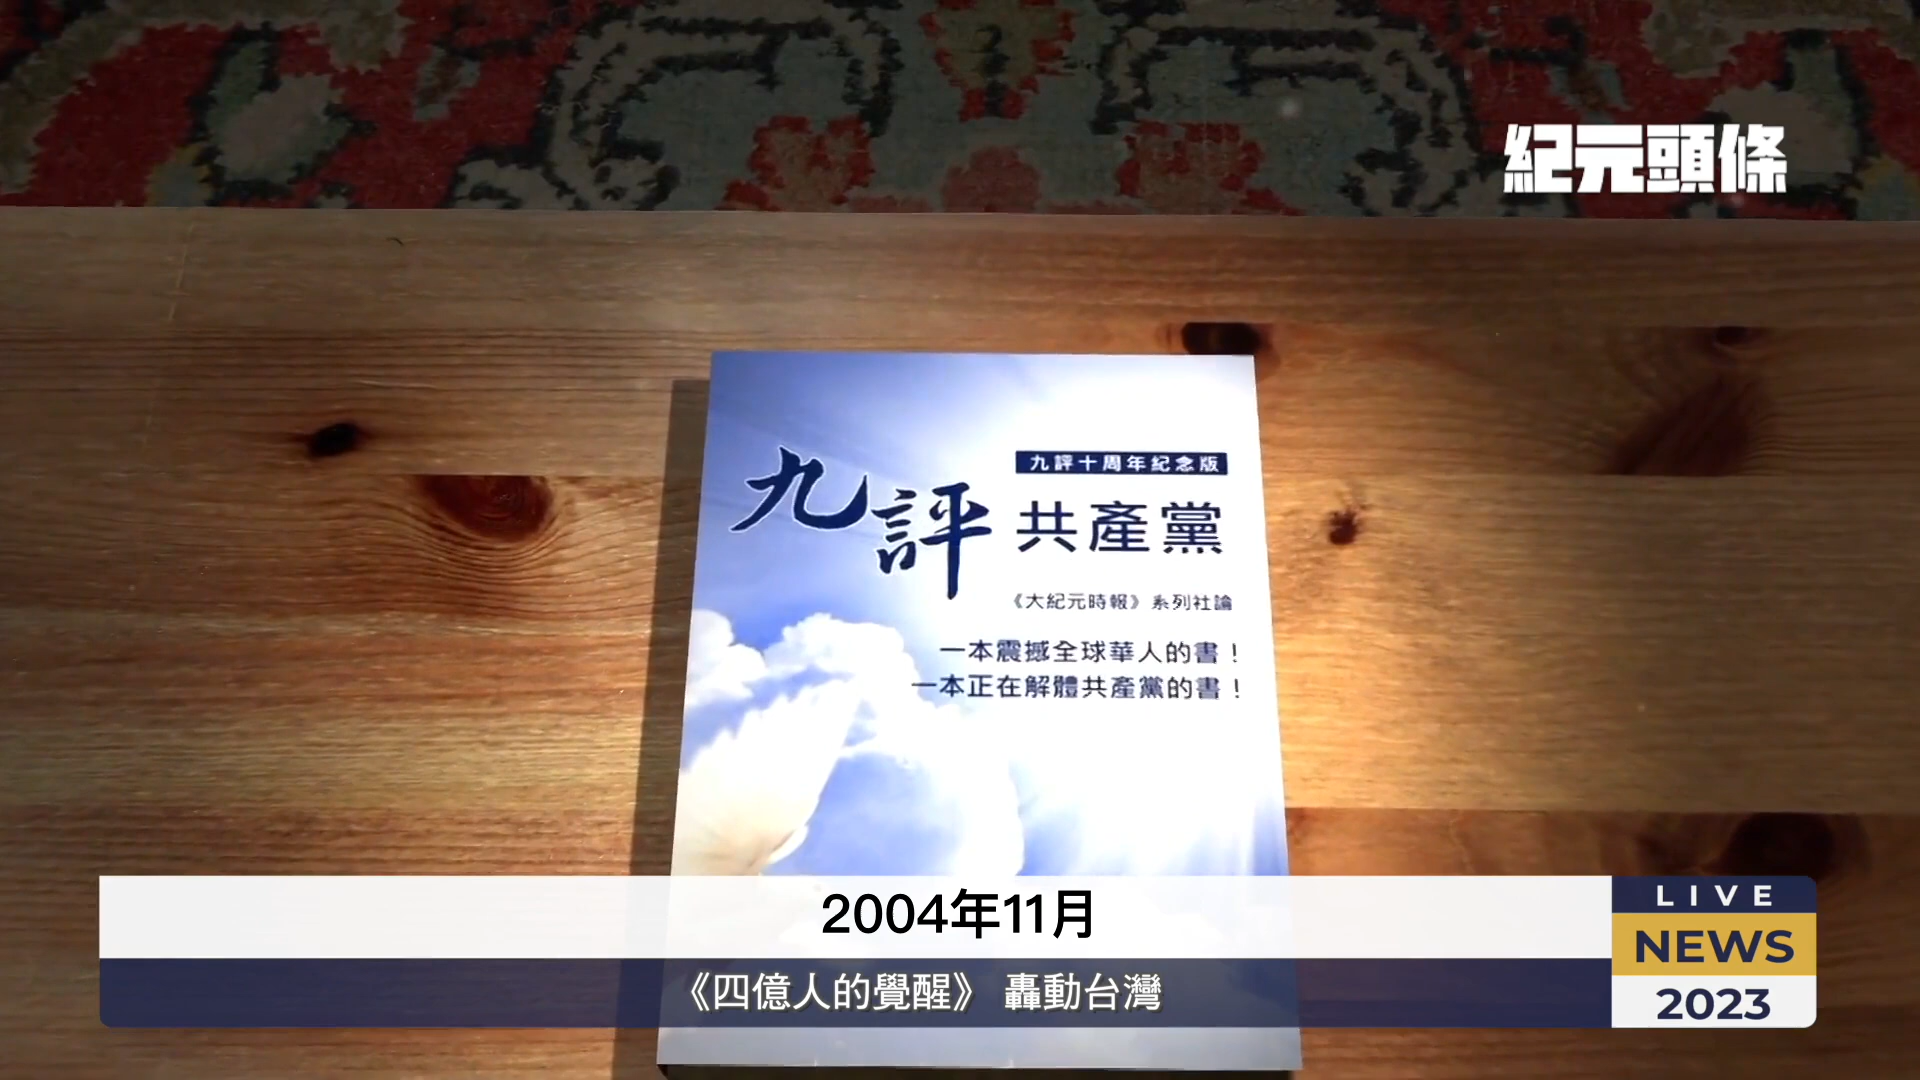 紀元頭條
九評十周年紀念版
九評
共產黨
《大紀元時報》系列社論
一本震撼全球華人的書！
一本正在解體共產黨的書！
2004年11月
《四億人的覺醒》 轟動台灣
LIVE
NEWS
2023